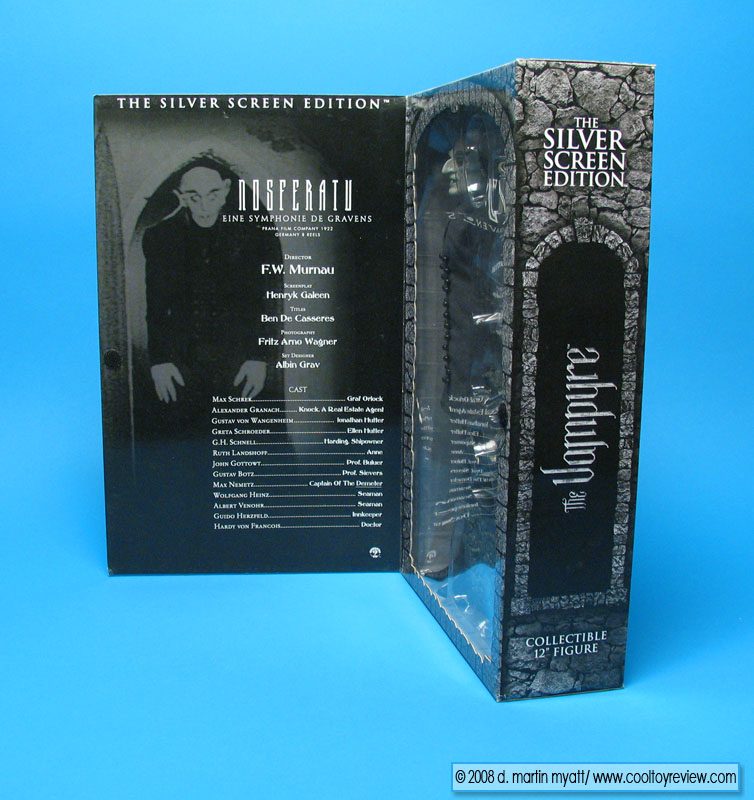 THE SILVER SCREEN EDITION™
NOSFERATU
EINE SYMPHONIE DE GRAVENS
PRANA FILM COMPANY 1922
GERMANY 8 REELS
DIRECTOR
F.W. Murnau
SCREENPLAY
Henryk Galeen
TITLES
Ben De Casseres
PHOTOGRAPHY
Fritz Arno Wagner
SET DESIGNER
Albin Grav
CAST
MAX SCHREK Graf Orlock
ALEXANDER GRANACH Knock, A Real Estate Agent
GUSTAV VON WANGENHEIM Jonathan Hutter
GRETA SCHROEDER Ellen Hutter
G.H. SCHNELL Harding, Shipowner
RUTH LANDSHOFF Anne
JOHN GOTTOWT Prof. Bulwer
GUSTAV BOTZ Prof. Sievers
MAX NEMETZ Captain Of The Demeter
WOLFGANG HEINZ Seaman
ALBERT VENOHR Seaman
GUIDO HERZFELD Innkeeper
HARDY VON FRANCOIS Doctor
THE
SILVER
SCREEN
EDITION™
The Vampyre™
COLLECTIBLE
12" FIGURE
© 2008 d. martin myatt/ www.cooltoyreview.com